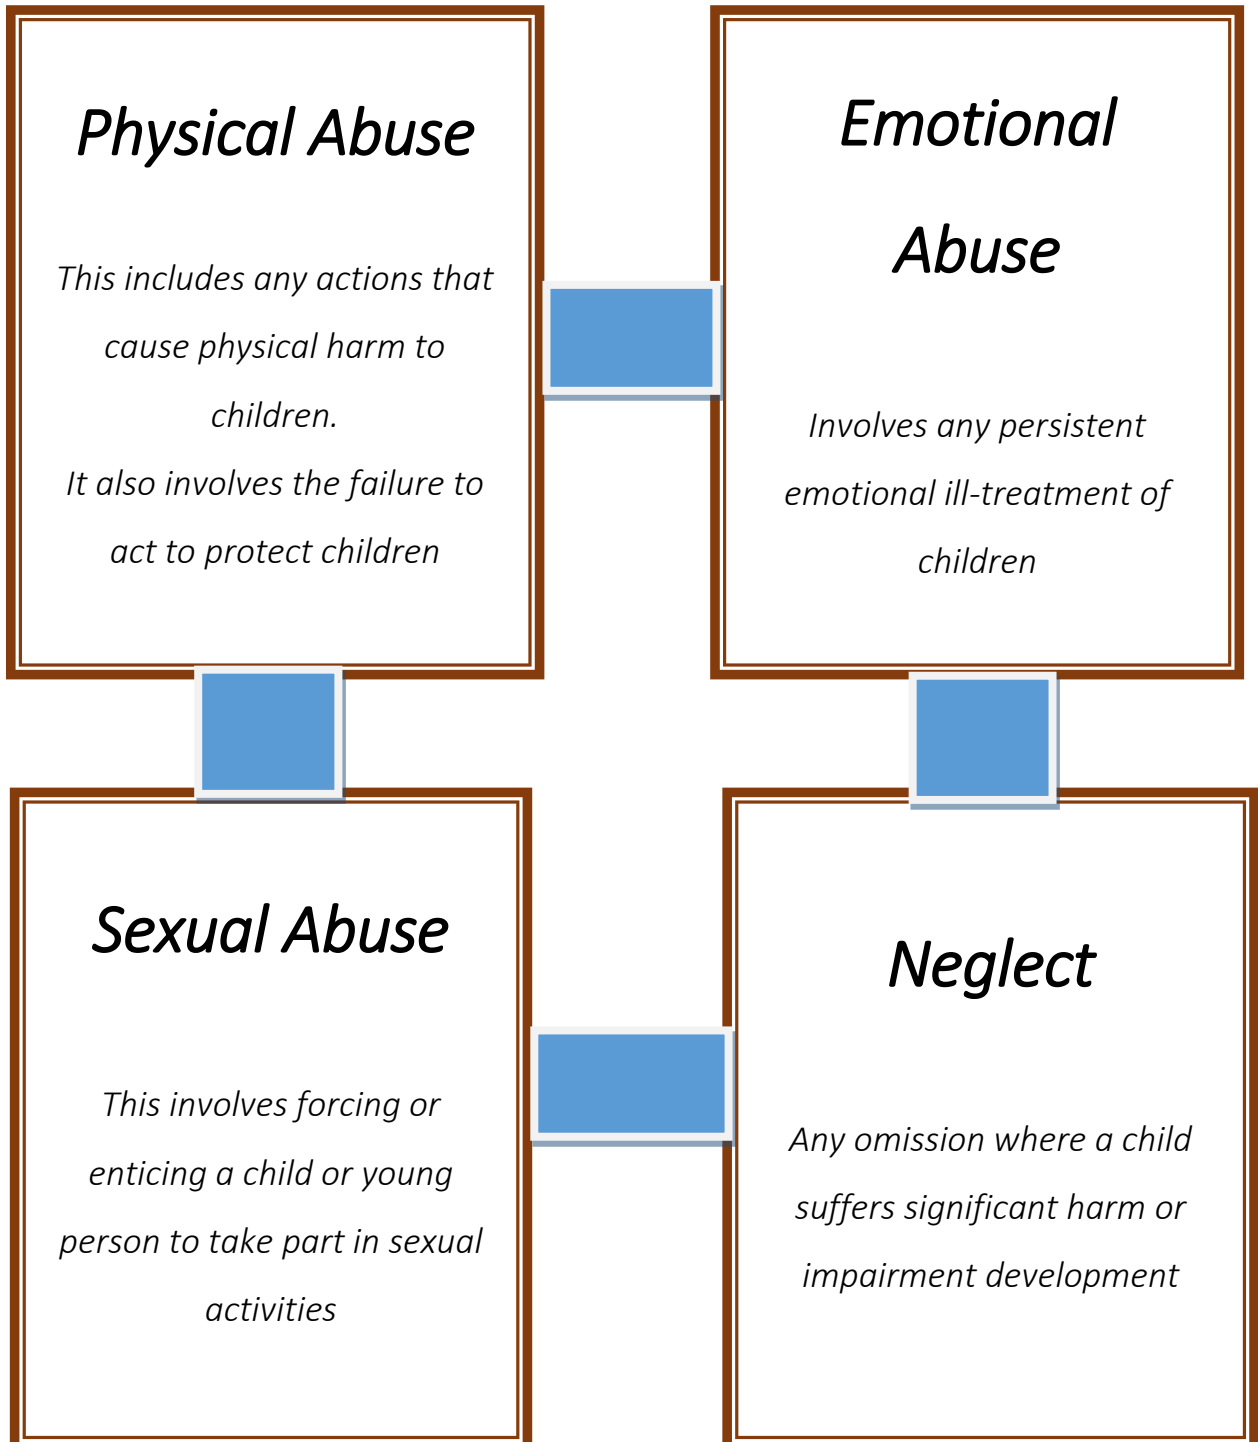 Physical Abuse
This includes any actions that
cause physical harm to
children.
It also involves the failure to
act to protect children
Emotional
Abuse
Involves any persistent
emotional ill-treatment of
children
Sexual Abuse
This involves forcing or
enticing a child or young
person to take part in sexual
activities
Neglect
Any omission where a child
suffers significant harm or
impairment development